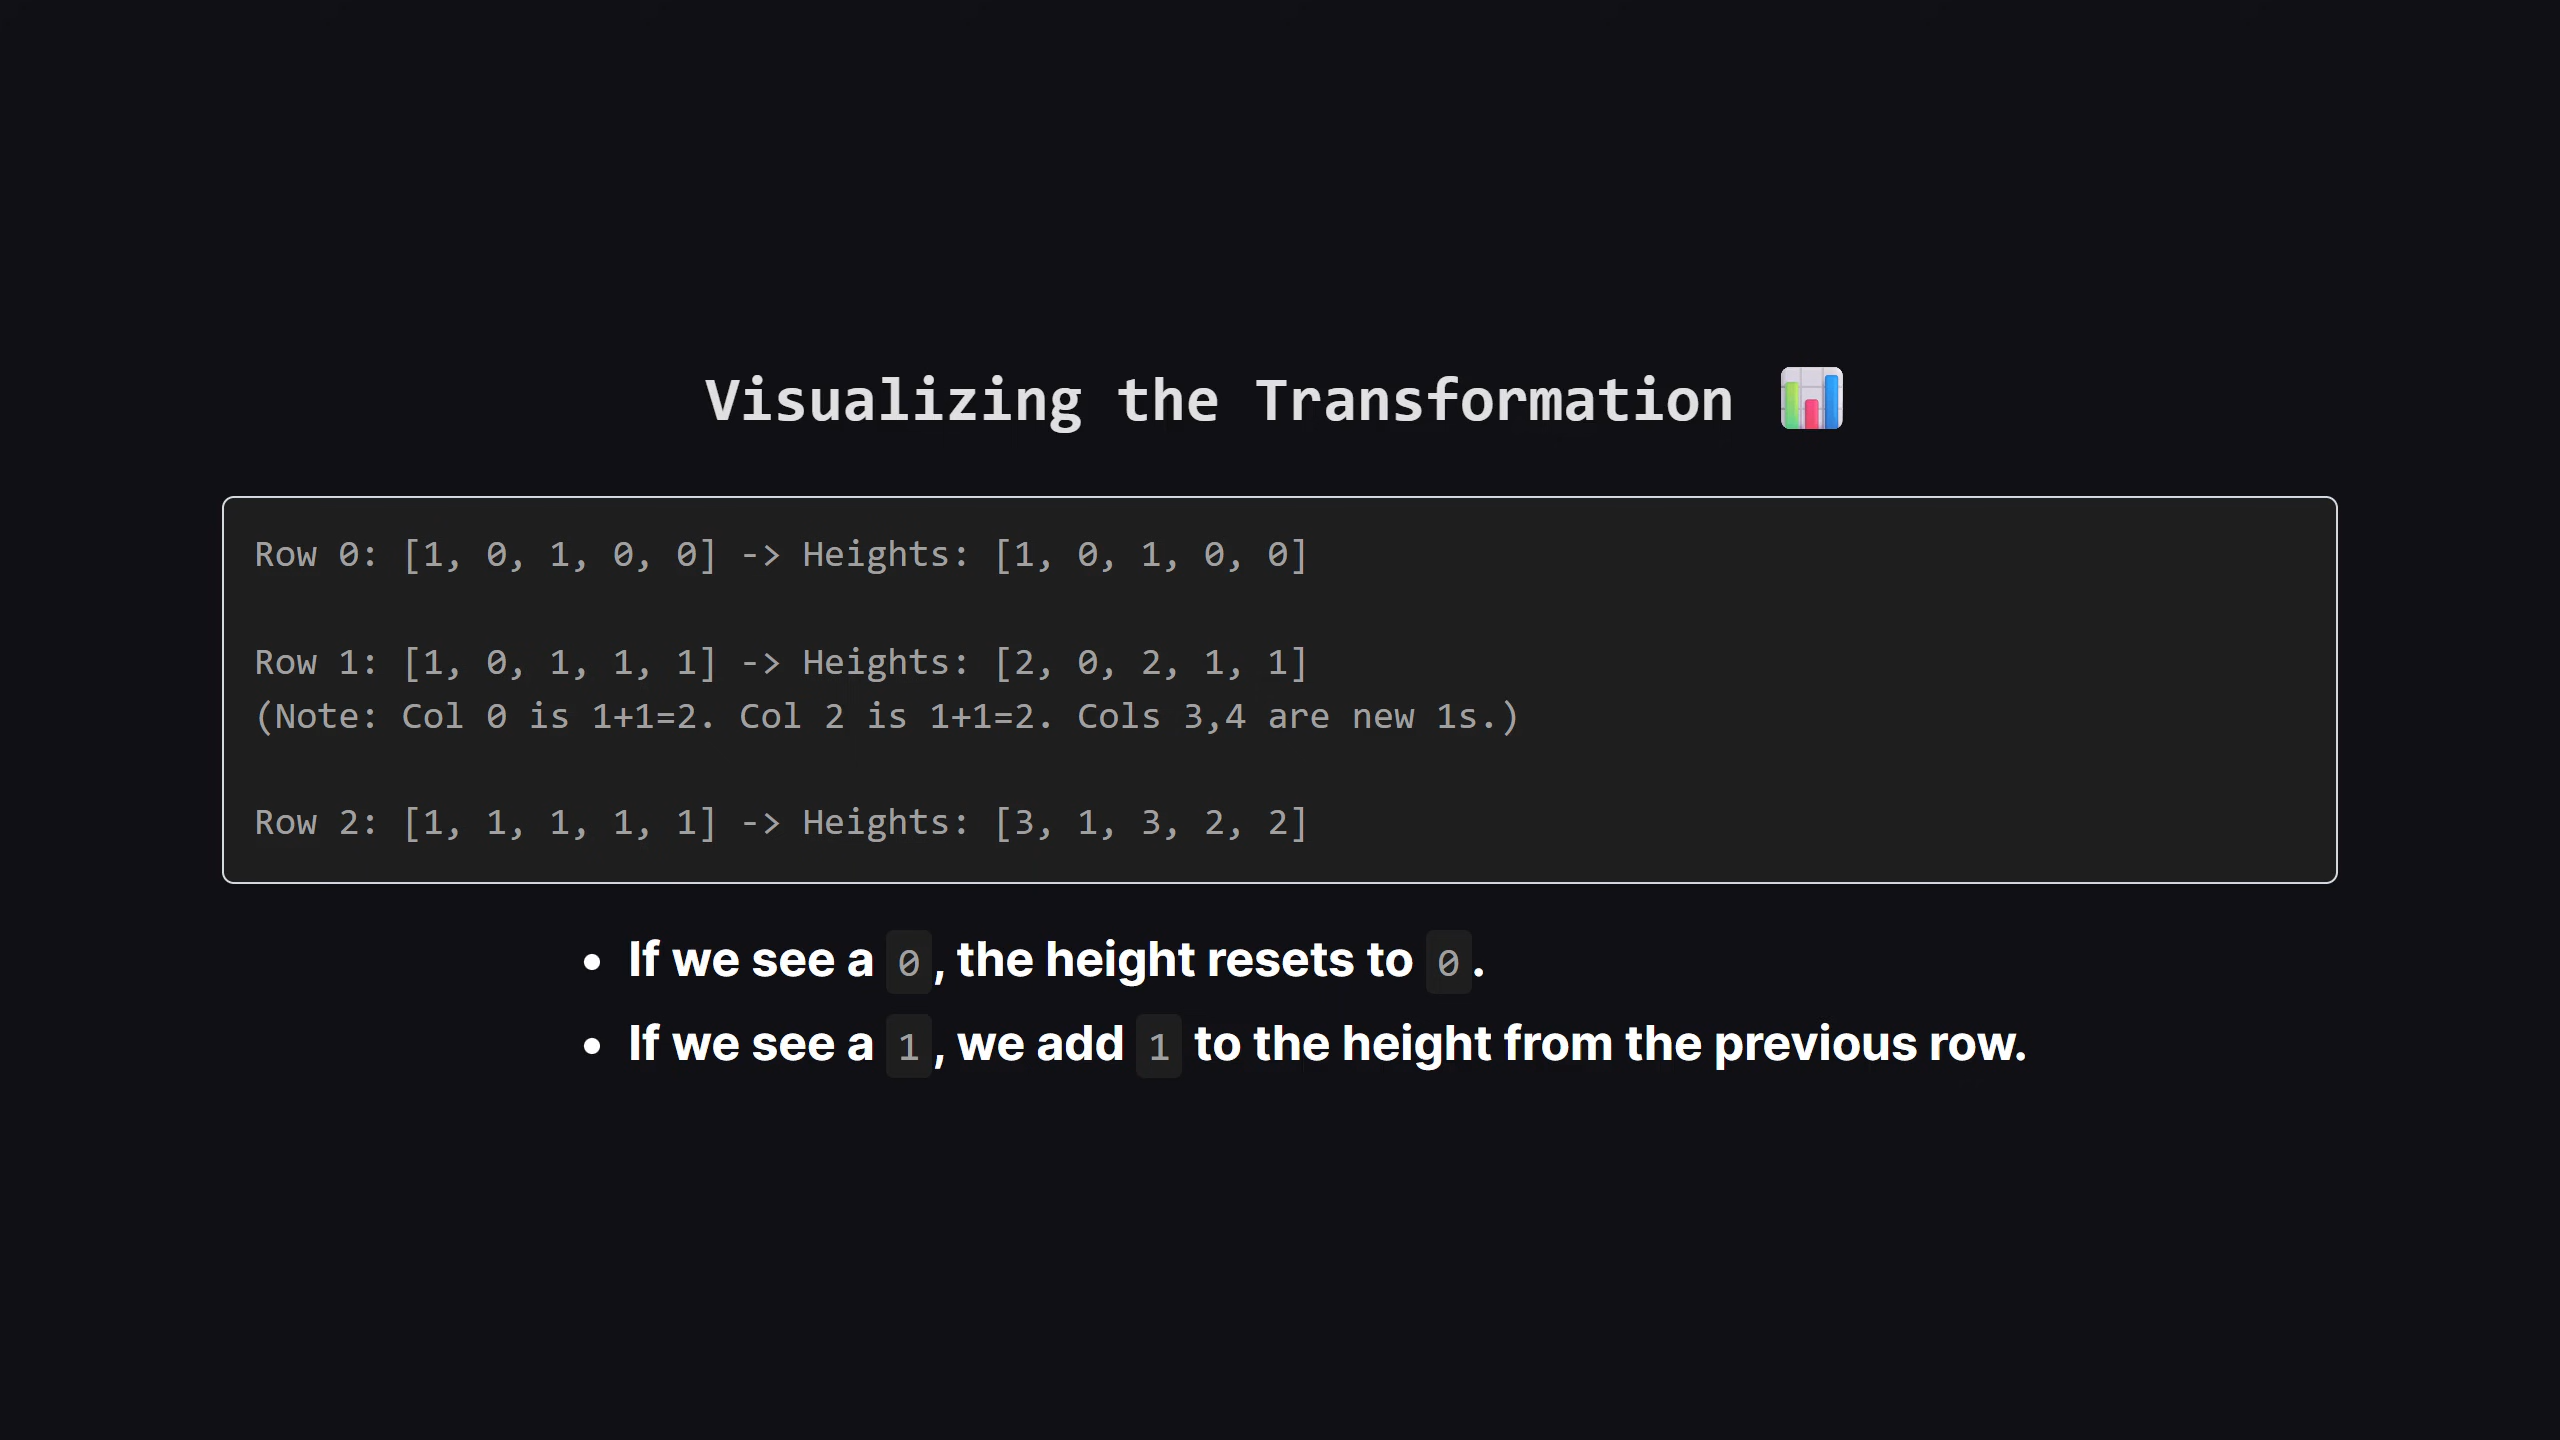 Visualizing the Transformation 📊
Row 0: [1, 0, 1, 0, 0] -> Heights: [1, 0, 1, 0, 0]
Row 1: [1, 0, 1, 1, 1] -> Heights: [2, 0, 2, 1, 1]
(Note: Col 0 is 1+1=2. Col 2 is 1+1=2. Cols 3,4 are new 1s.)
Row 2: [1, 1, 1, 1, 1] -> Heights: [3, 1, 3, 2, 2]
• If we see a 0, the height resets to 0.
• If we see a 1, we add 1 to the height from the previous row.